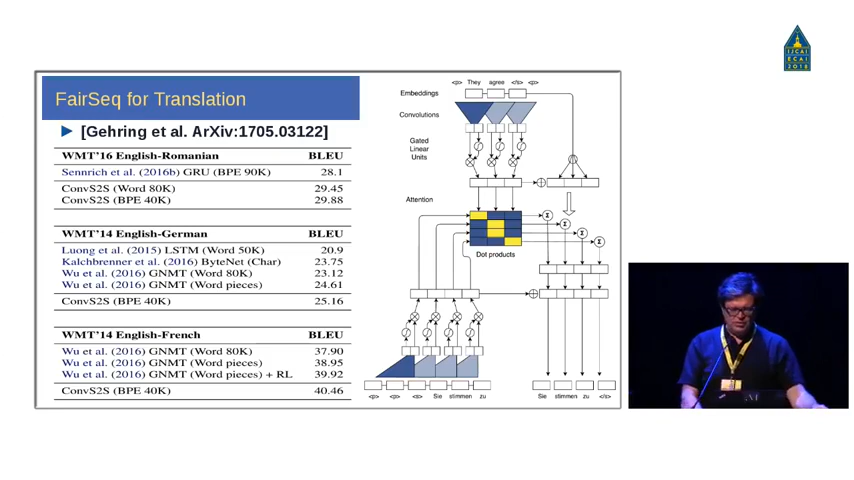 IJCAI
ECAI
2018
FairSeq for Translation
[Gehring et al. ArXiv:1705.03122]
WMT'16 English-Romanian BLEU
Sennrich et al. (2016b) GRU (BPE 90K) 28.1
ConvS2S (Word 80K) 29.45
ConvS2S (BPE 40K) 29.88
WMT'14 English-German BLEU
Luong et al. (2015) LSTM (Word 50K) 20.9
Kalchbrenner et al. (2016) ByteNet (Char) 23.75
Wu et al. (2016) GNMT (Word 80K) 23.12
Wu et al. (2016) GNMT (Word pieces) 24.61
ConvS2S (BPE 40K) 25.16
WMT'14 English-French BLEU
Wu et al. (2016) GNMT (Word 80K) 37.90
Wu et al. (2016) GNMT (Word pieces) 38.95
Wu et al. (2016) GNMT (Word pieces) + RL 39.92
ConvS2S (BPE 40K) 40.46
<p> They agree </s> <p>
Embeddings
Convolutions
Gated
Linear
Units
Attention
Σ
Σ
Σ
Σ
Dot products
<p> <p> <s> Sie stimmen zu
Sie stimmen zu </s>